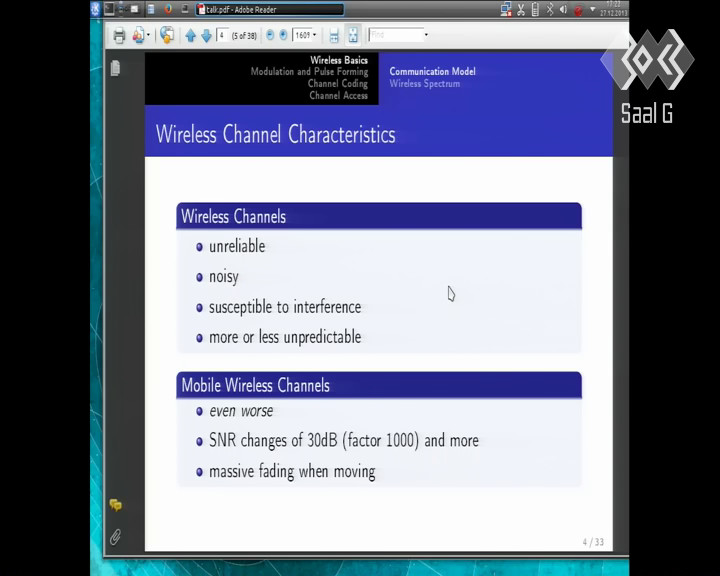 talk.pdf - Adobe Reader
17:23
27.12.2013
4 (5 of 38) 160% Find
Wireless Basics
Modulation and Pulse Forming
Channel Coding
Channel Access
Communication Model
Wireless Spectrum
Saal G
Wireless Channel Characteristics
Wireless Channels
unreliable
noisy
susceptible to interference
more or less unpredictable
Mobile Wireless Channels
even worse
SNR changes of 30dB (factor 1000) and more
massive fading when moving
4 / 33